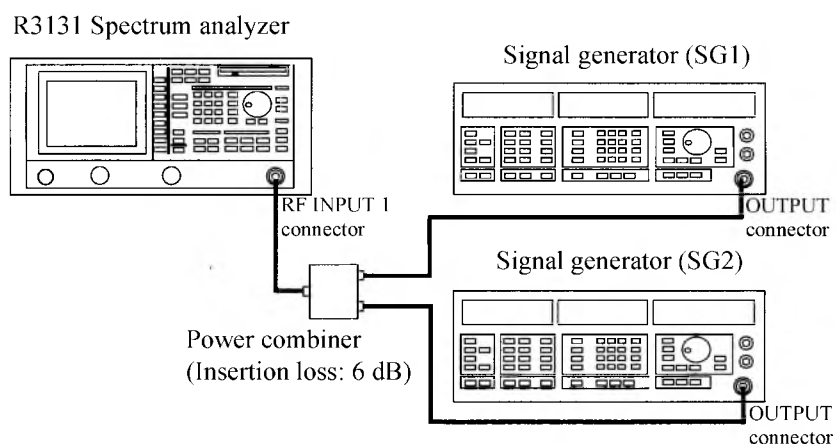 R3131 Spectrum analyzer
Signal generator (SG1)
RF INPUT 1
connector
OUTPUT
connector
Signal generator (SG2)
Power combiner
(Insertion loss: 6 dB)
OUTPUT
connector